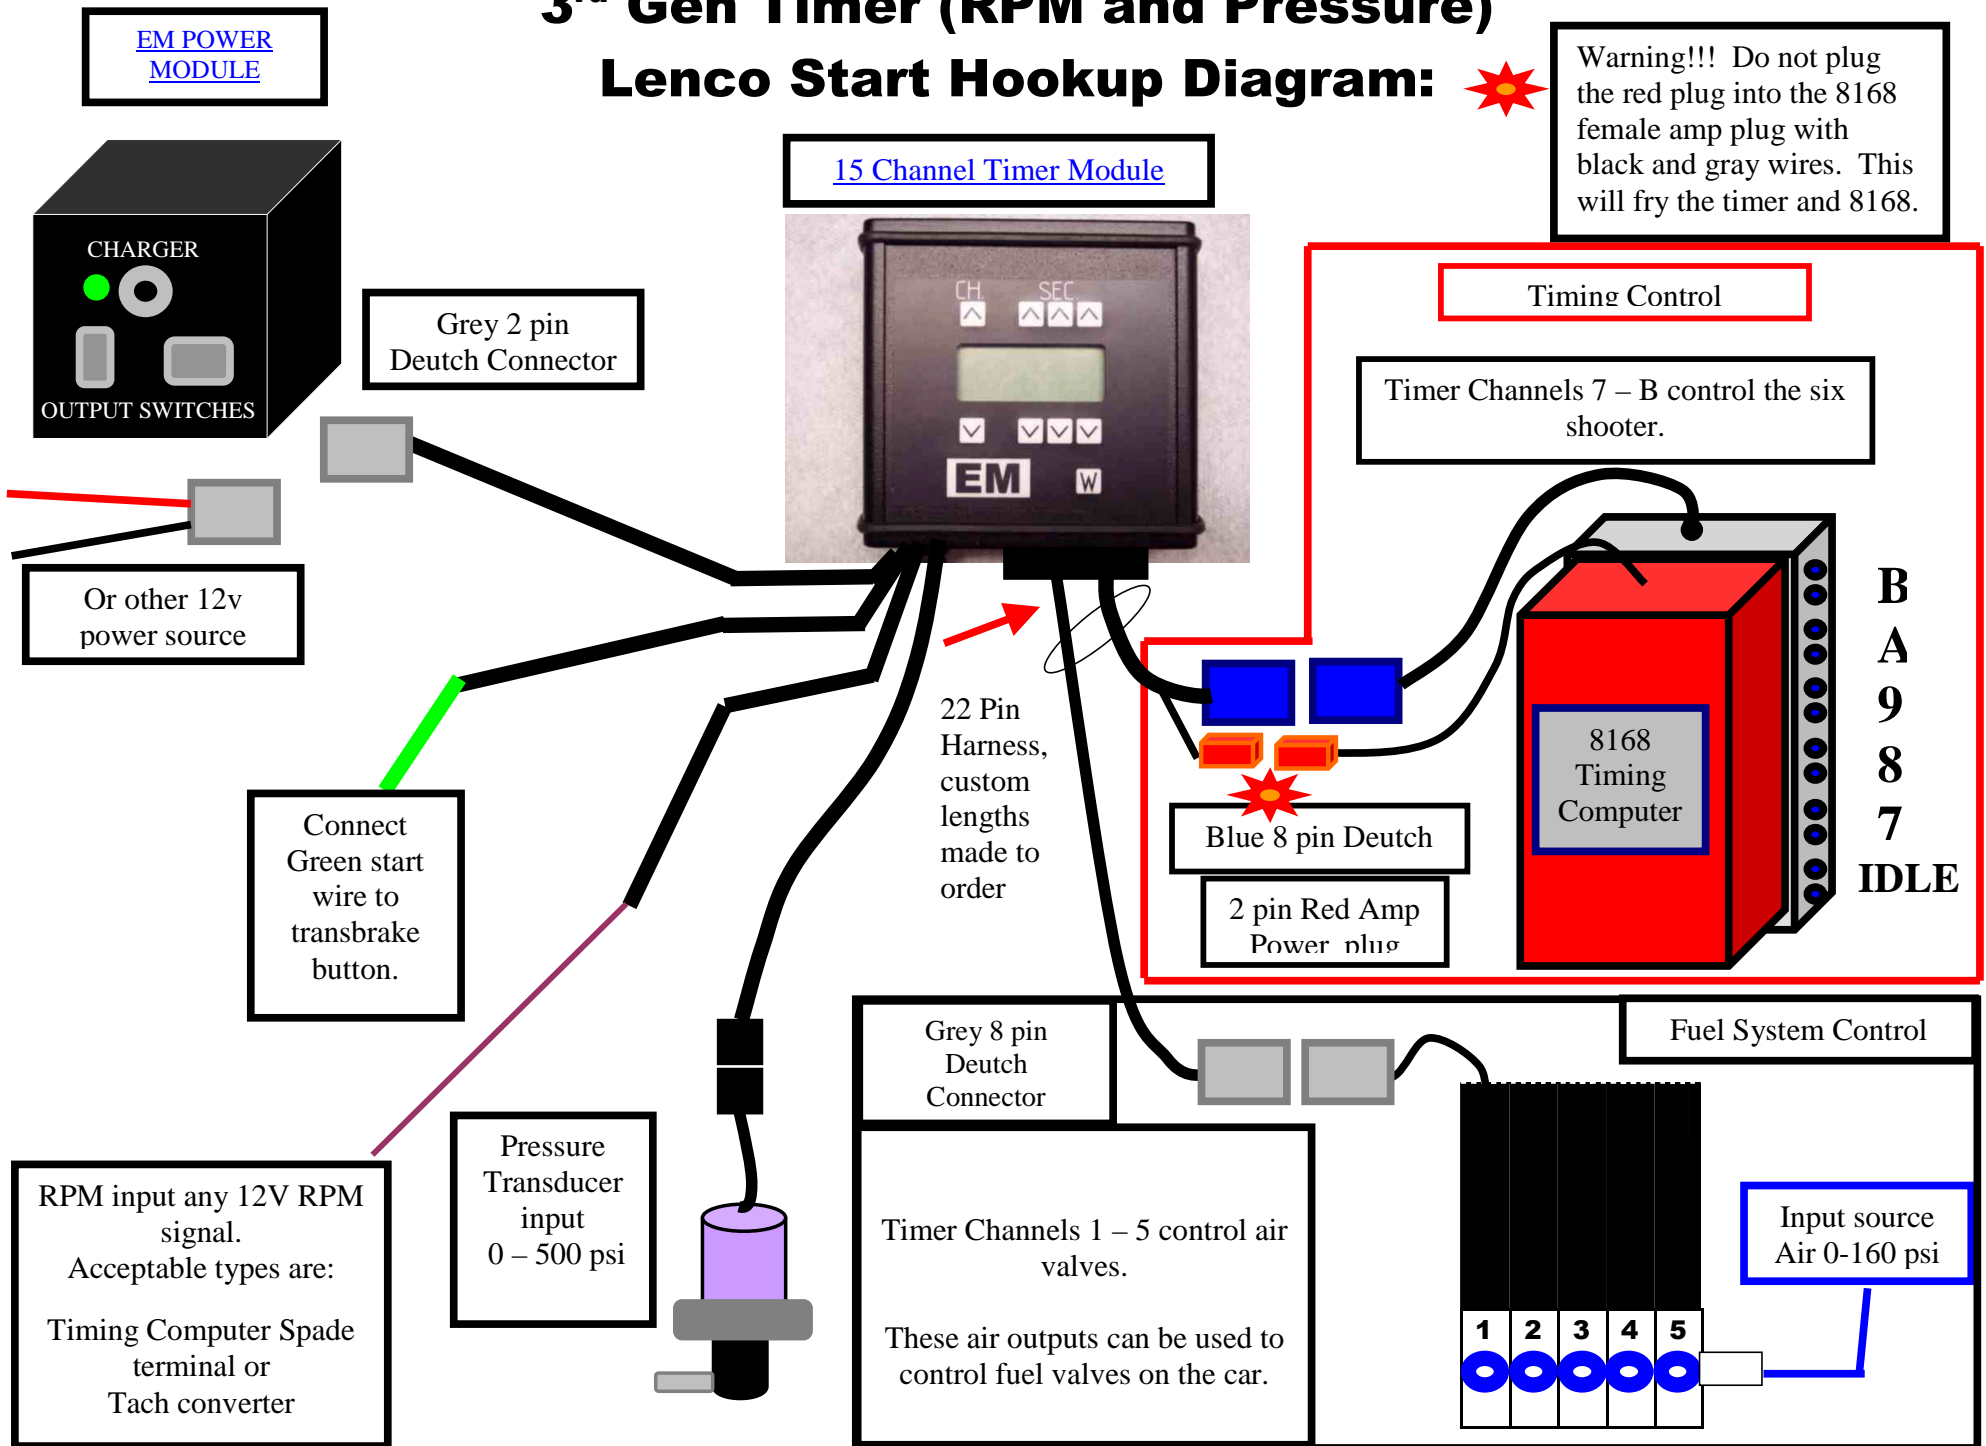 3rd Gen Timer (RPM and Pressure)
Lenco Start Hookup Diagram:
EM POWER
MODULE
Warning!!! Do not plug
the red plug into the 8168
female amp plug with
black and gray wires. This
will fry the timer and 8168.
15 Channel Timer Module
CHARGER
OUTPUT SWITCHES
Grey 2 pin
Deutch Connector
CH. SEC.
EM W
Timing Control
Timer Channels 7 – B control the six
shooter.
Or other 12v
power source
B
A
9
8
7
IDLE
8168
Timing
Computer
22 Pin
Harness,
custom
lengths
made to
order
Blue 8 pin Deutch
2 pin Red Amp
Power plug
Connect
Green start
wire to
transbrake
button.
Grey 8 pin
Deutch
Connector
Fuel System Control
RPM input any 12V RPM
signal.
Acceptable types are:
Timing Computer Spade
terminal or
Tach converter
Pressure
Transducer
input
0 – 500 psi
Timer Channels 1 – 5 control air
valves.
These air outputs can be used to
control fuel valves on the car.
Input source
Air 0-160 psi
1 2 3 4 5